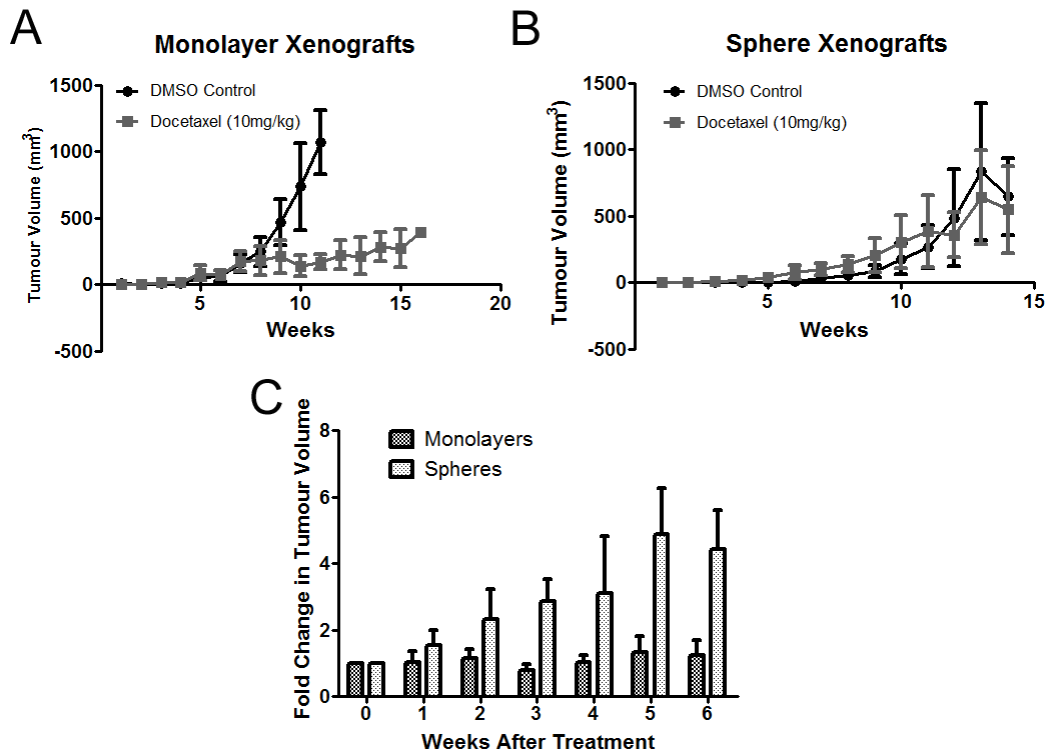 A
Monolayer Xenografts
Tumour Volume (mm3)
1500
1000
500
0
-500
DMSO Control
Docetaxel (10mg/kg)
5
10
15
20
Weeks
B
Sphere Xenografts
Tumour Volume (mm3)
1500
1000
500
0
-500
DMSO Control
Docetaxel (10mg/kg)
5
10
15
Weeks
C
Fold Change in Tumour Volume
8
6
4
2
0
Monolayers
Spheres
0 1 2 3 4 5 6
Weeks After Treatment